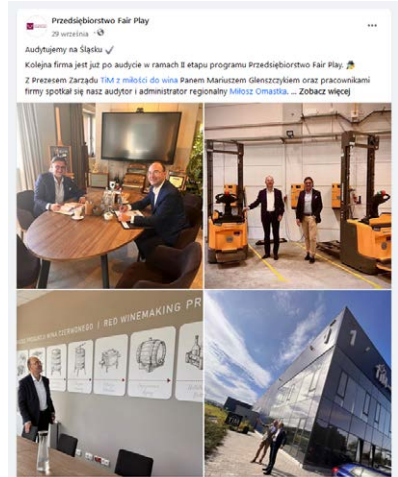 Przedsiębiorstwo Fair Play
29 września
Audytujemy na Śląsku
Kolejna firma jest już po audycie w ramach II etapu programu Przedsiębiorstwo Fair Play.
Z Prezesem Zarządu TiM z miłości do wina Panem Mariuszem Glenszczykiem oraz pracownikami
firmy spotkał się nasz audytor i administrator regionalny Miłosz Omastka. ... Zobacz więcej
WINA CZERWONEGO | RED WINEMAKING PR